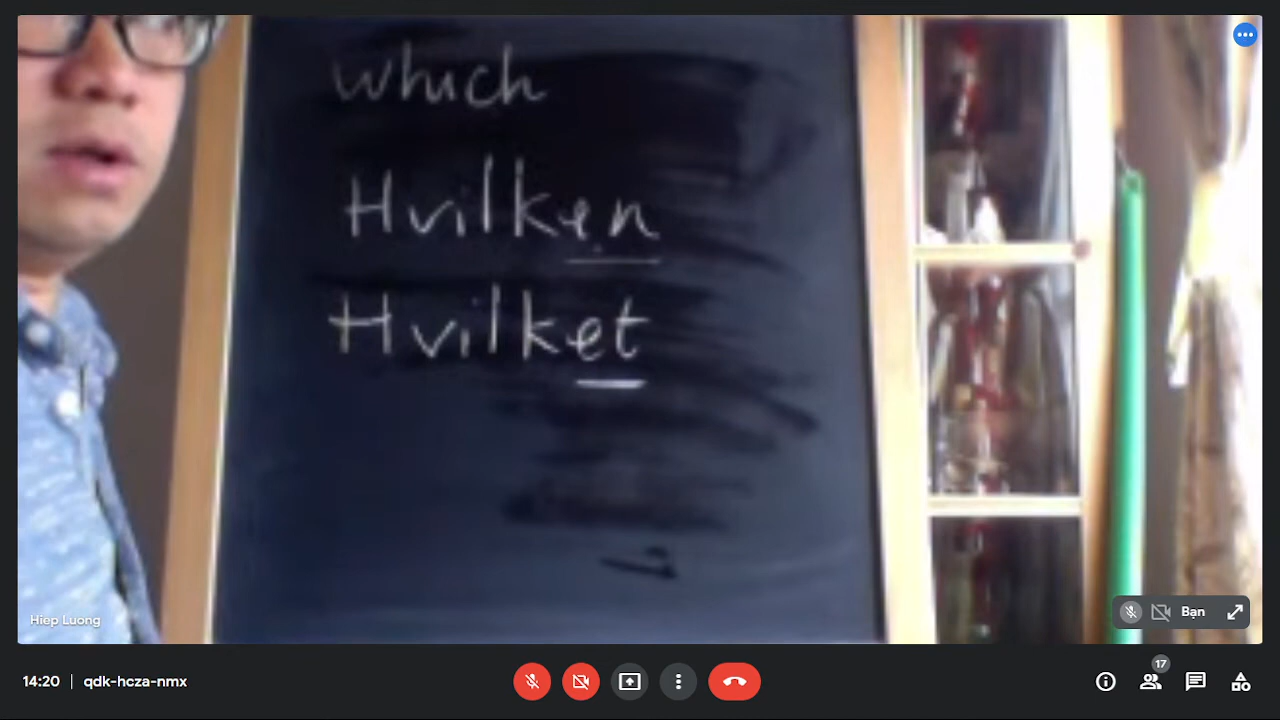 which
Hvilken
Hvilket
Hiep Luong
Bạn
14:20 | qdk-hcza-nmx
17